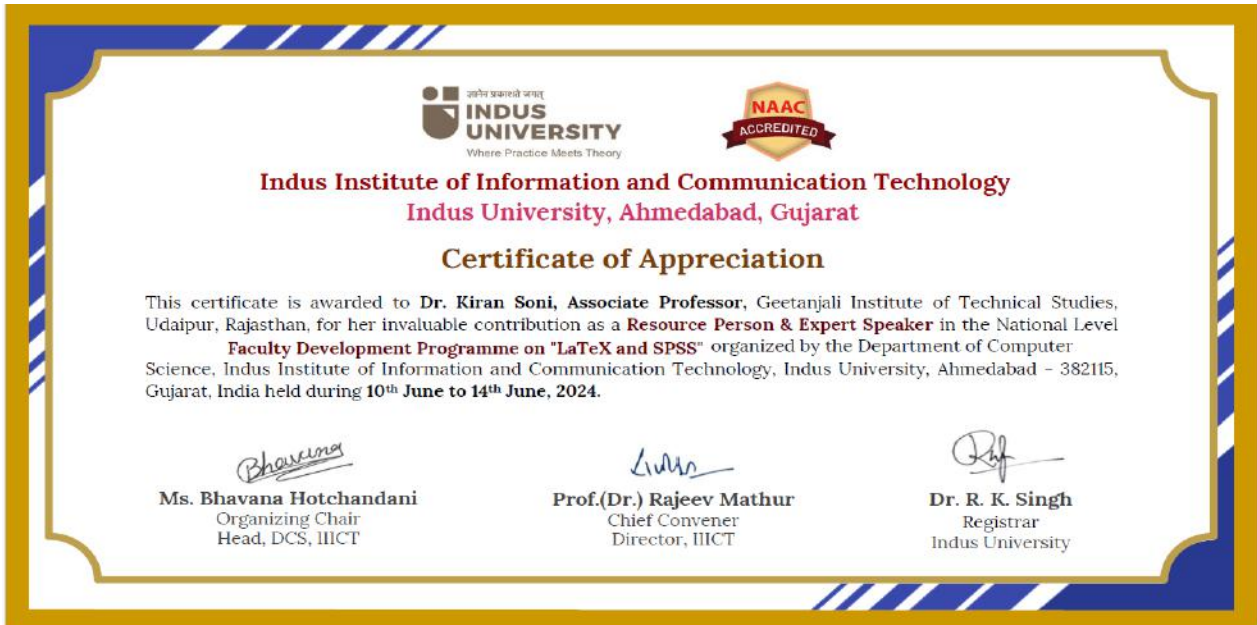 ज्ञानेन प्रकाशते जगत्
INDUS
UNIVERSITY
Where Practice Meets Theory
NAAC
ACCREDITED
Indus Institute of Information and Communication Technology
Indus University, Ahmedabad, Gujarat
Certificate of Appreciation
This certificate is awarded to Dr. Kiran Soni, Associate Professor, Geetanjali Institute of Technical Studies,
Udaipur, Rajasthan, for her invaluable contribution as a Resource Person & Expert Speaker in the National Level
Faculty Development Programme on "LaTeX and SPSS" organized by the Department of Computer
Science, Indus Institute of Information and Communication Technology, Indus University, Ahmedabad - 382115,
Gujarat, India held during 10th June to 14th June, 2024.
Bhavana
Ms. Bhavana Hotchandani
Organizing Chair
Head, DCS, IIICT
Prof.(Dr.) Rajeev Mathur
Chief Convener
Director, IIICT
Dr. R. K. Singh
Registrar
Indus University